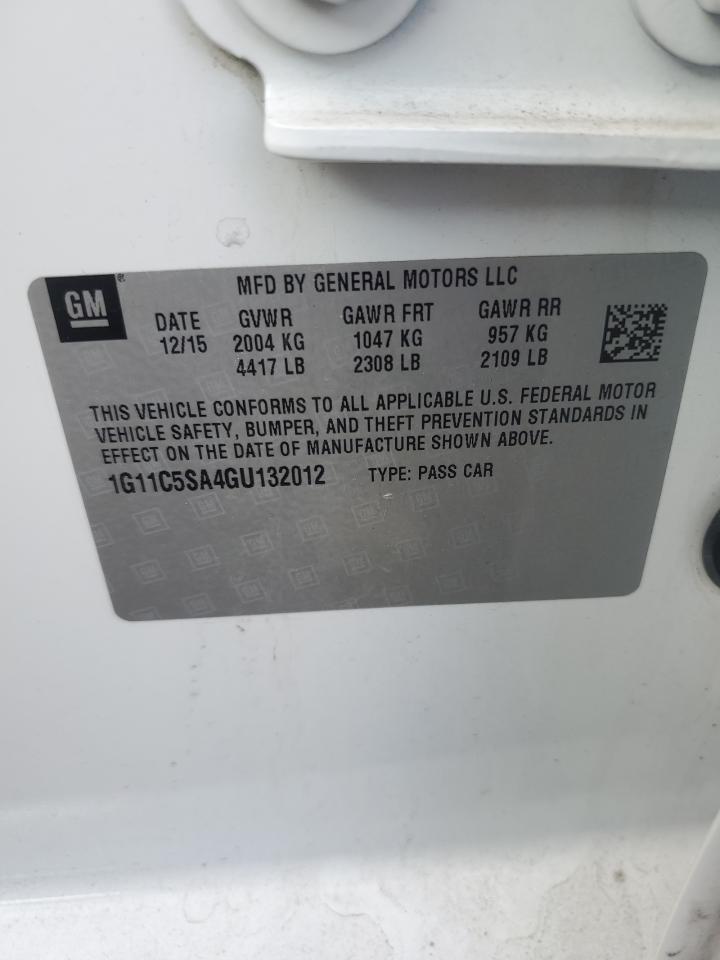 GM
MFD BY GENERAL MOTORS LLC
DATE GVWR GAWR FRT GAWR RR
12/15 2004 KG 1047 KG 957 KG
4417 LB 2308 LB 2109 LB
THIS VEHICLE CONFORMS TO ALL APPLICABLE U.S. FEDERAL MOTOR
VEHICLE SAFETY, BUMPER, AND THEFT PREVENTION STANDARDS IN
EFFECT ON THE DATE OF MANUFACTURE SHOWN ABOVE.
1G11C5SA4GU132012 TYPE: PASS CAR